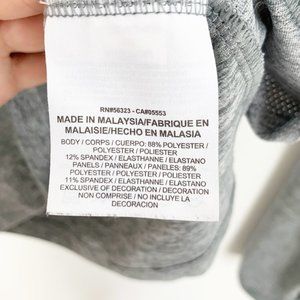 RN#56323 - CA#05553
MADE IN MALAYSIA/FABRIQUE EN
MALAISIE/HECHO EN MALASIA
BODY / CORPS / CUERPO: 88% POLYESTER /
POLYESTER / POLIESTER
12% SPANDEX / ELASTHANNE / ELASTANO
PANELS / PANNEAUX / PANELES: 89%
POLYESTER / POLYESTER / POLIESTER
11% SPANDEX / ELASTHANNE / ELASTANO
EXCLUSIVE OF DECORATION / DECORATION
NON COMPRISE / NO INCLUYE LA
DECORACION